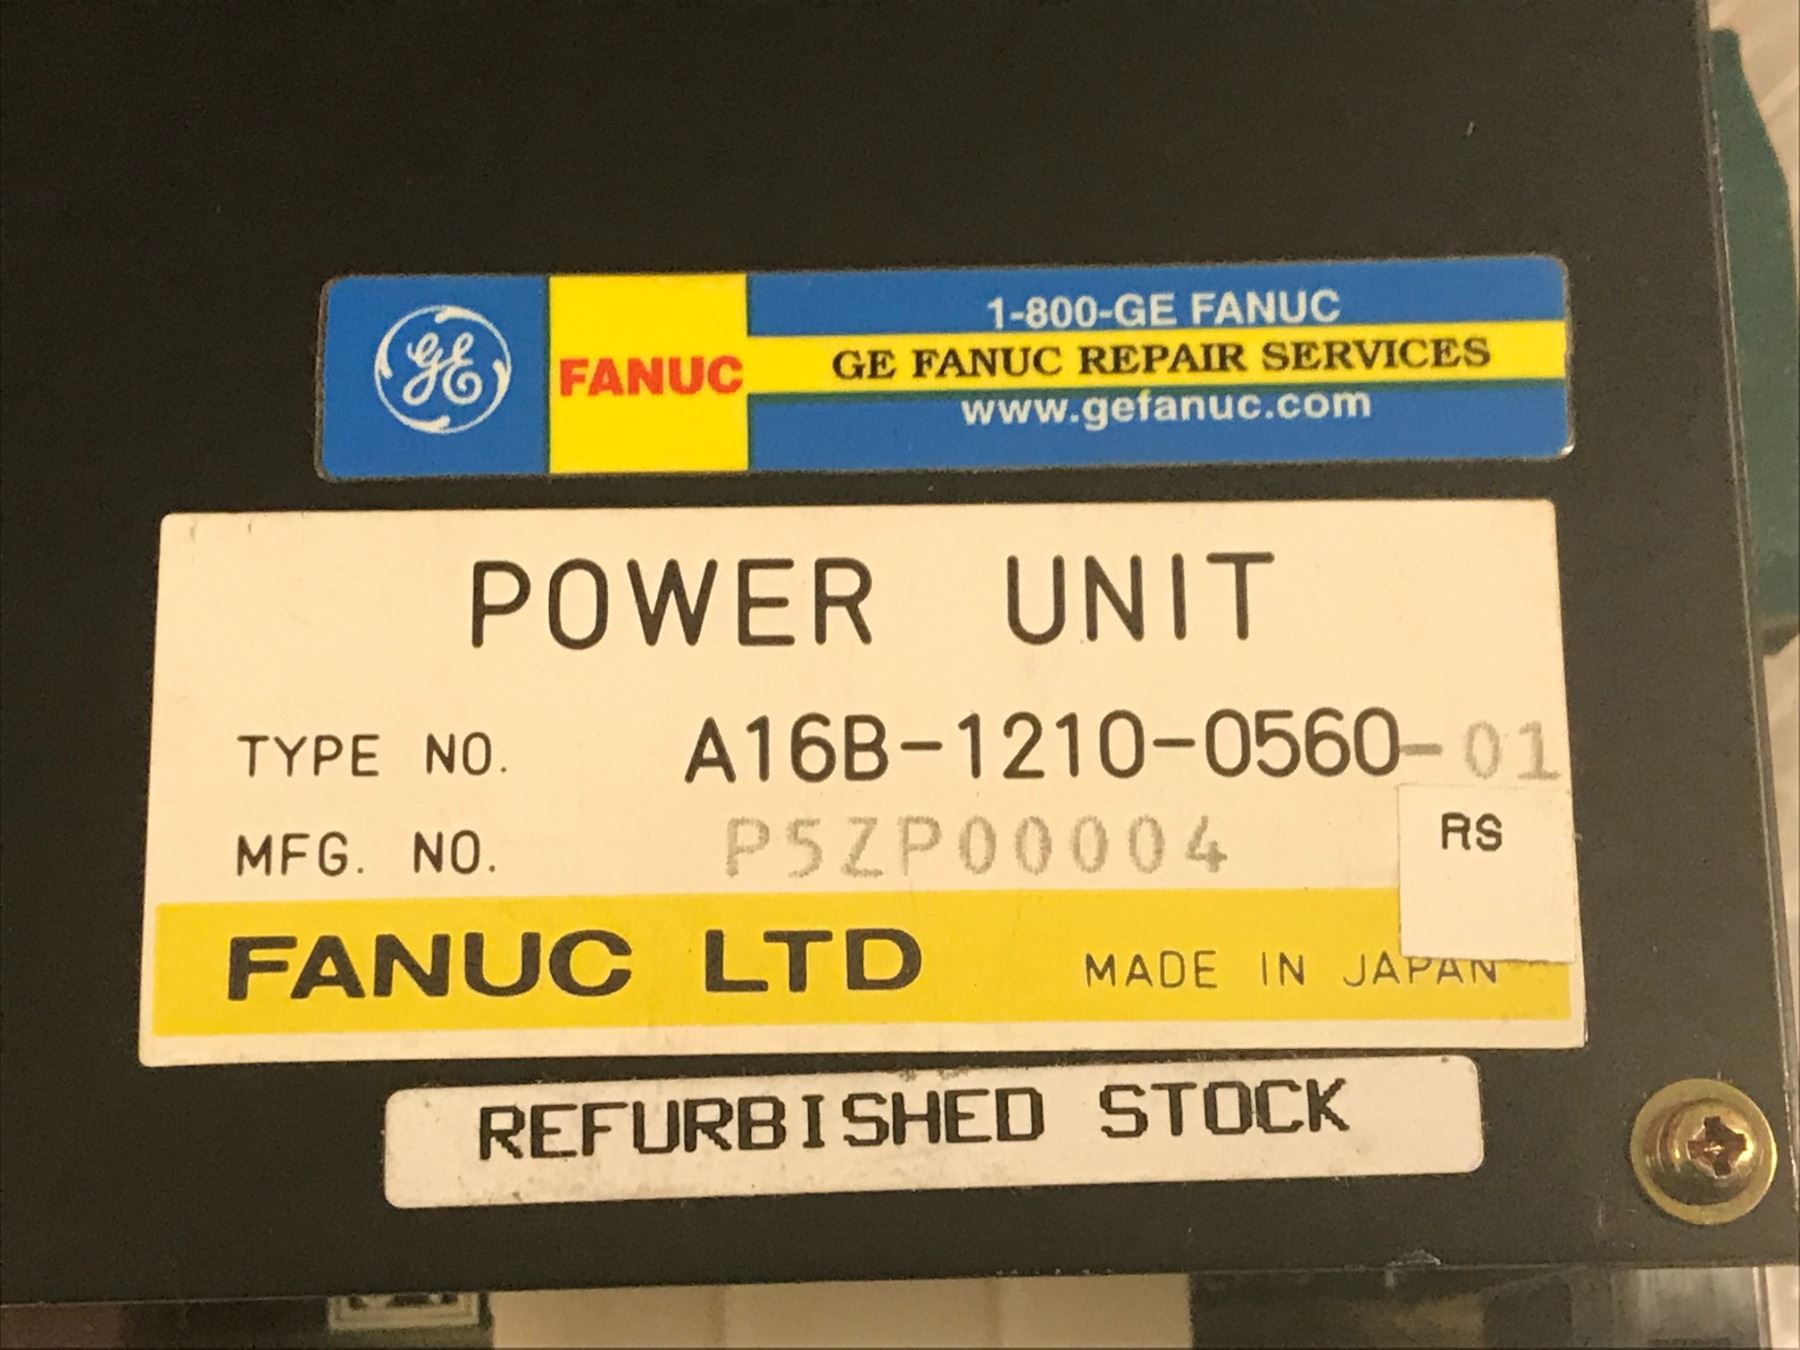 GE FANUC
1-800-GE FANUC
GE FANUC REPAIR SERVICES
www.gefanuc.com
POWER UNIT
TYPE NO. A16B-1210-0560-01
MFG. NO. P5ZP00004
RS
FANUC LTD MADE IN JAPAN
REFURBISHED STOCK